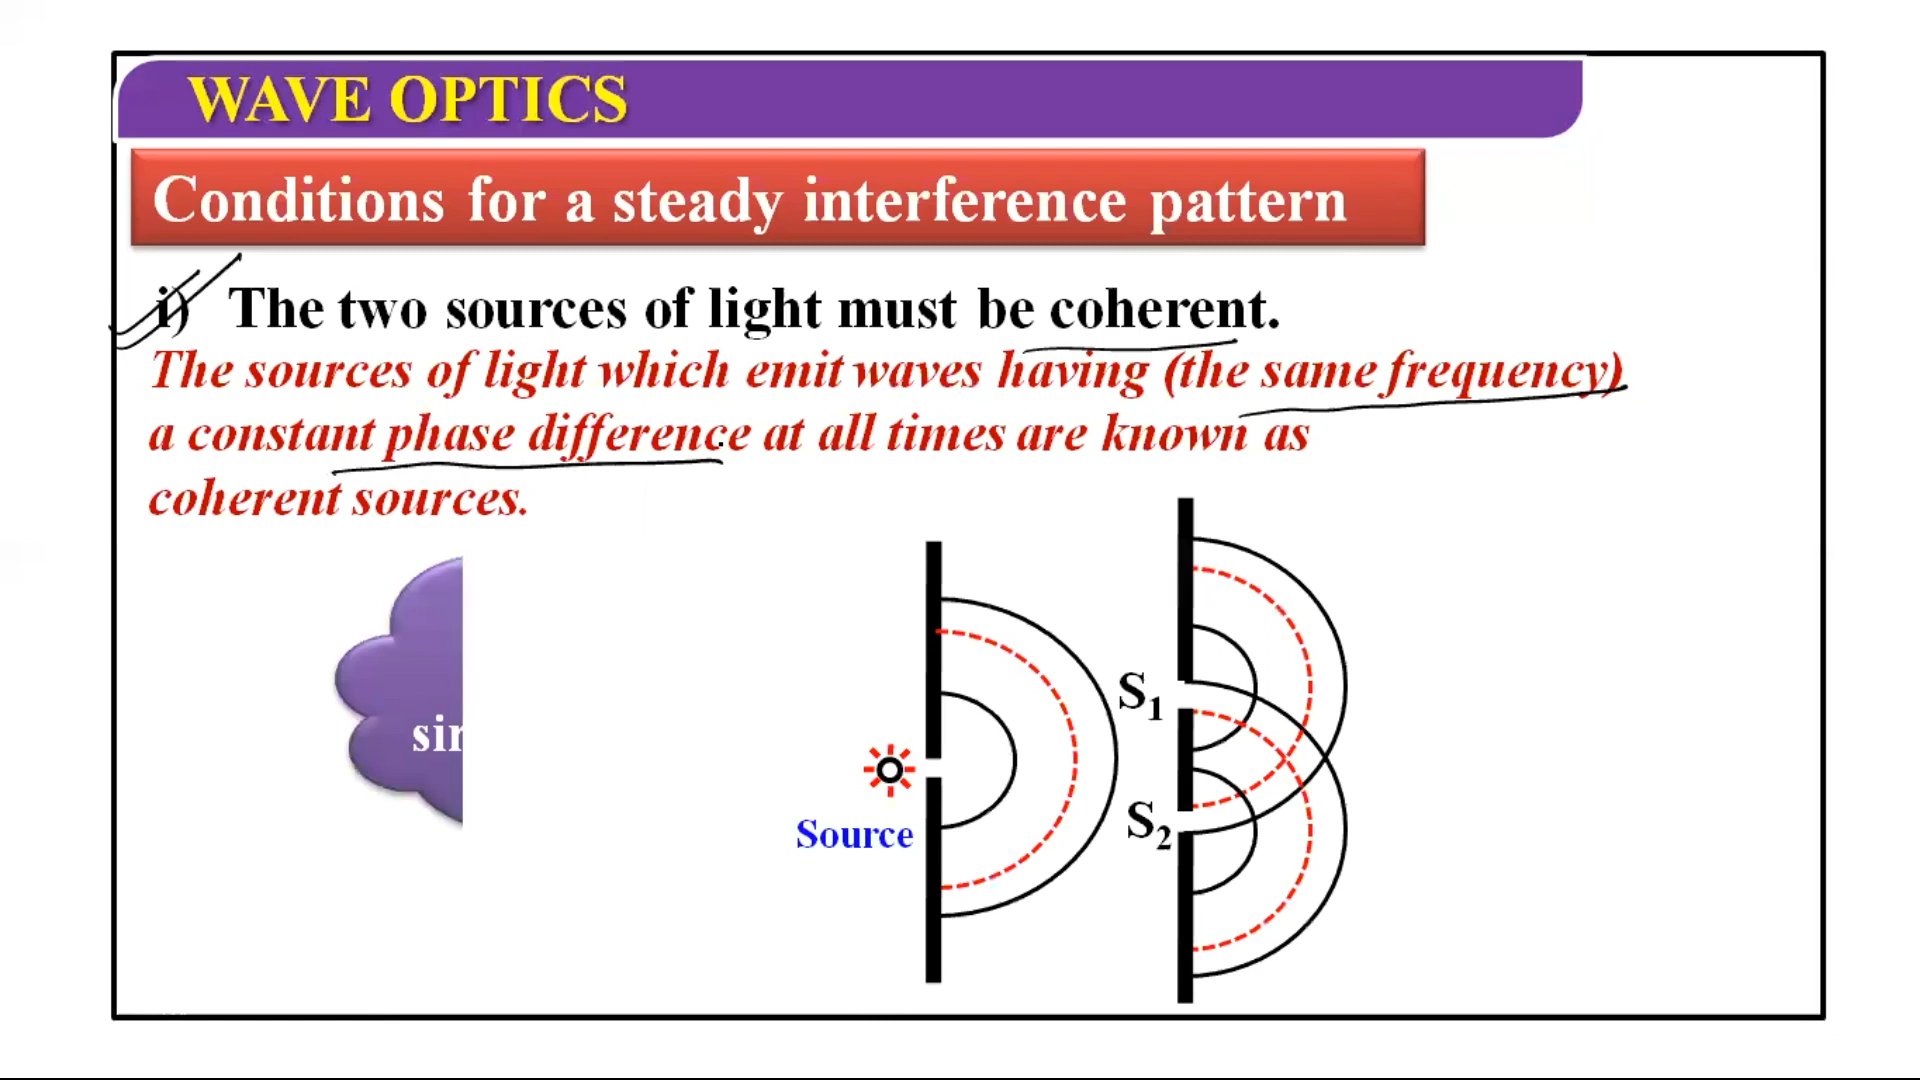 WAVE OPTICS
Conditions for a steady interference pattern
i) The two sources of light must be coherent.
The sources of light which emit waves having (the same frequency)
a constant phase difference at all times are known as
coherent sources.
S1
Source
S2